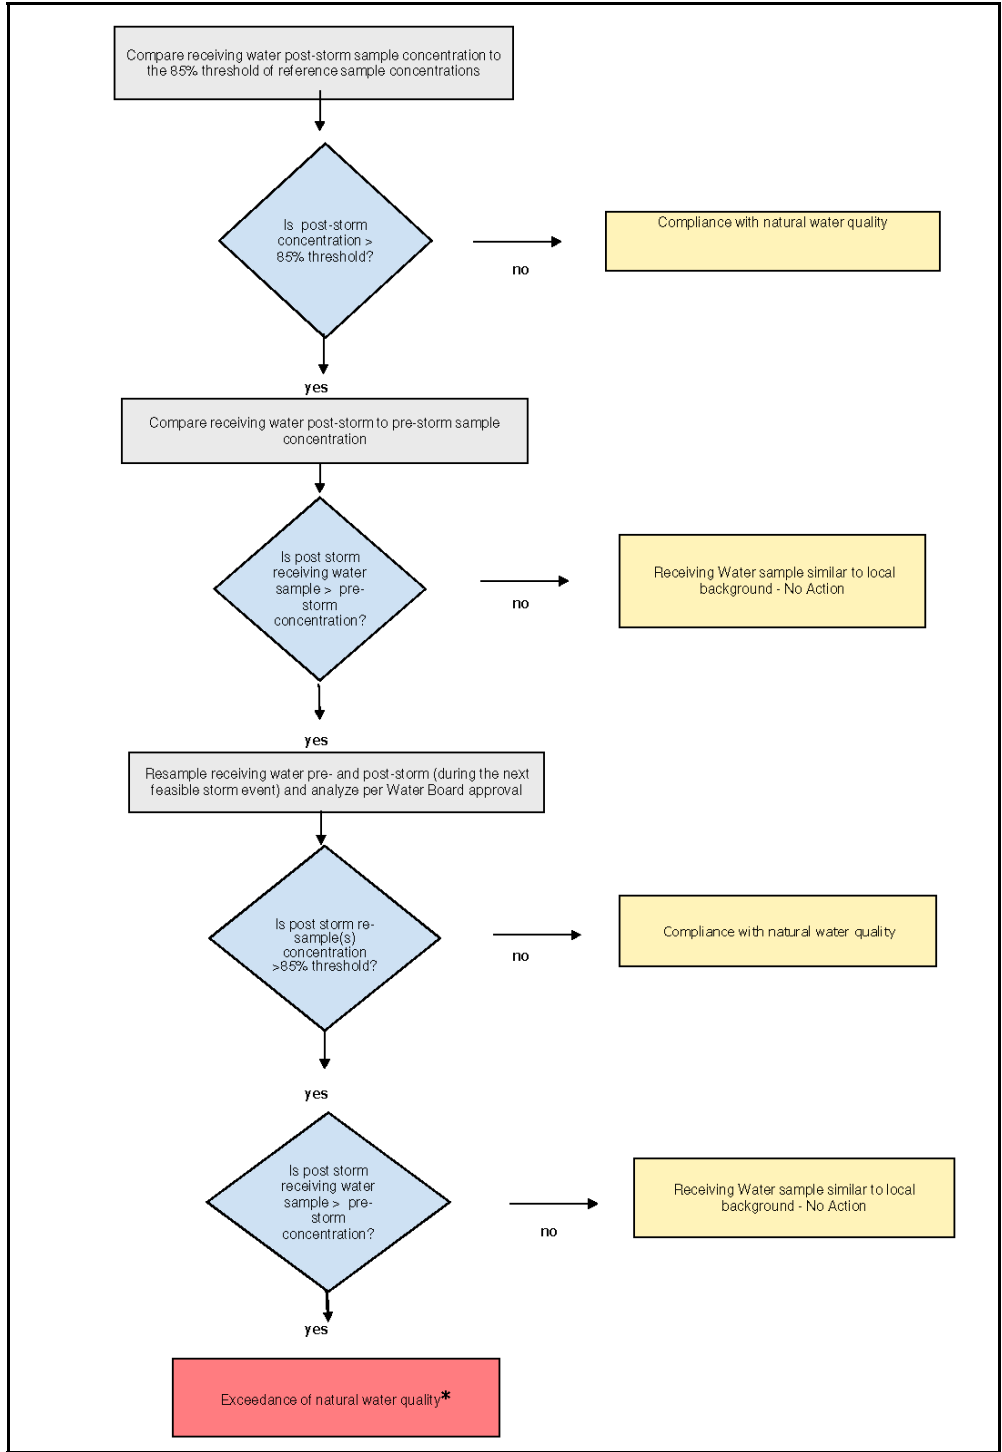 Compare receiving water post-storm sample concentration to
the 85% threshold of reference sample concentrations
Is post-storm
concentration >
85% threshold?
no
Compliance with natural water quality
yes
Compare receiving water post-storm to pre-storm sample
concentration
Is post storm
receiving water
sample > pre-
storm
concentration?
no
Receiving Water sample similar to local
background - No Action
yes
Resample receiving water pre- and post-storm (during the next
feasible storm event) and analyze per Water Board approval
Is post storm re-
sample(s)
concentration
>85% threshold?
no
Compliance with natural water quality
yes
Is post storm
receiving water
sample > pre-
storm
concentration?
no
Receiving Water sample similar to local
background - No Action
yes
Exceedance of natural water quality*